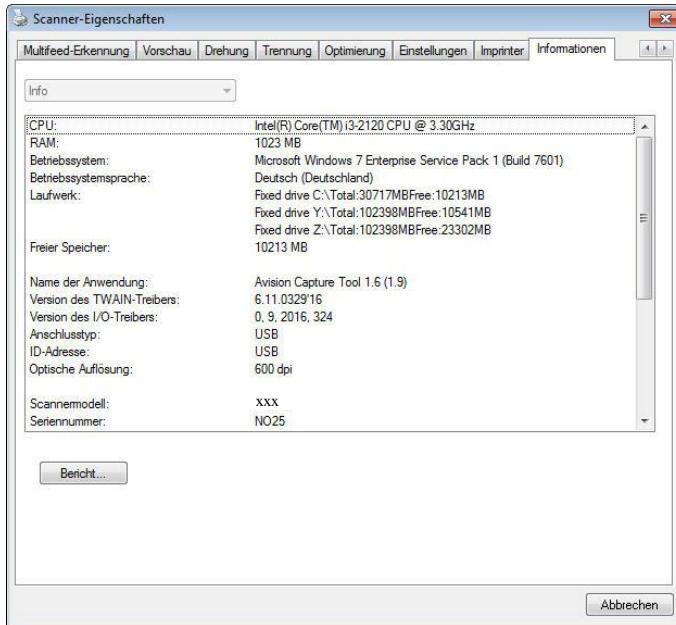 Scanner-Eigenschaften
Multifeed-Erkennung Vorschau Drehung Trennung Optimierung Einstellungen Imprinter Informationen
Info
CPU: Intel(R) Core(TM) i3-2120 CPU @ 3.30GHz
RAM: 1023 MB
Betriebssystem: Microsoft Windows 7 Enterprise Service Pack 1 (Build 7601)
Betriebssystemsprache: Deutsch (Deutschland)
Laufwerk: Fixed drive C:\Total:30717MBFree:10213MB
Fixed drive Y:\Total:102398MBFree:10541MB
Fixed drive Z:\Total:102398MBFree:23302MB
Freier Speicher: 10213 MB
Name der Anwendung: Avision Capture Tool 1.6 (1.9)
Version des TWAIN-Treibers: 6.11.0329'16
Version des I/O-Treibers: 0, 9, 2016, 324
Anschlusstyp: USB
ID-Adresse: USB
Optische Auflösung: 600 dpi
Scannermodell: xxx
Seriennummer: NO25
Bericht...
Abbrechen